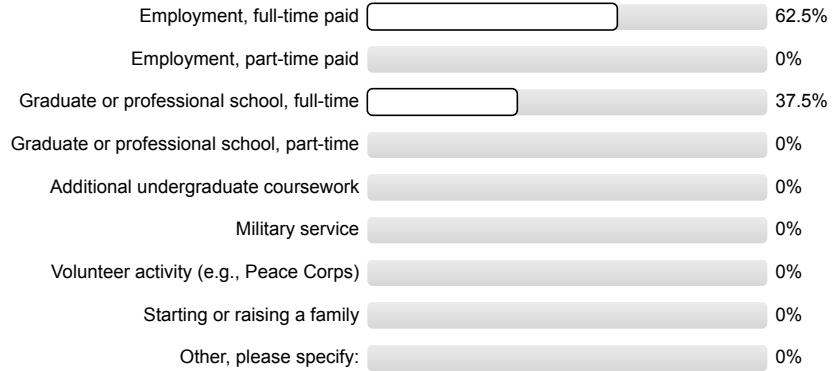 Employment, full-time paid 62.5%
Employment, part-time paid 0%
Graduate or professional school, full-time 37.5%
Graduate or professional school, part-time 0%
Additional undergraduate coursework 0%
Military service 0%
Volunteer activity (e.g., Peace Corps) 0%
Starting or raising a family 0%
Other, please specify: 0%